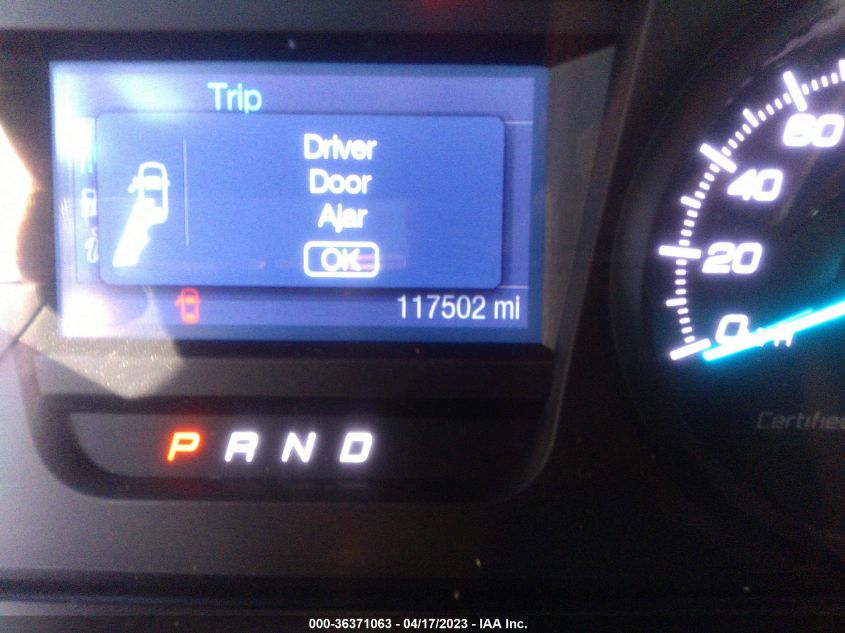 Trip
Driver
Door
Ajar
OK
117502 mi
P R N D
60
40
20
0
Certified
000-36371063 - 04/17/2023 - IAA Inc.